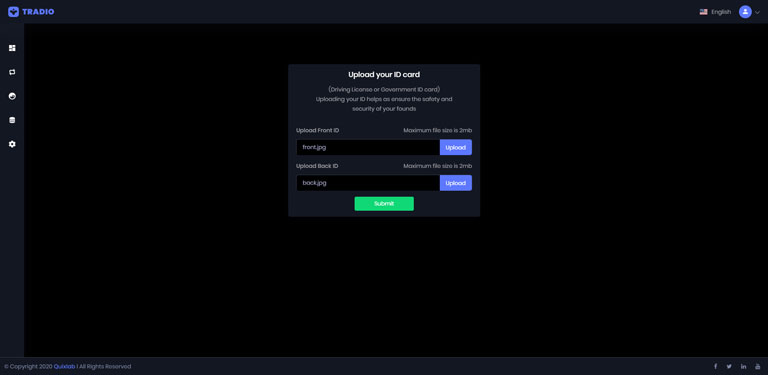 TRADIO
English
Upload your ID card
(Driving License or Government ID card)
Uploading your ID helps as ensure the safety and
security of your founds
Upload Front ID
Maximum file size is 2mb
front.jpg
Upload
Upload Back ID
Maximum file size is 2mb
back.jpg
Upload
Submit
© Copyright 2020 Quixlab | All Rights Reserved